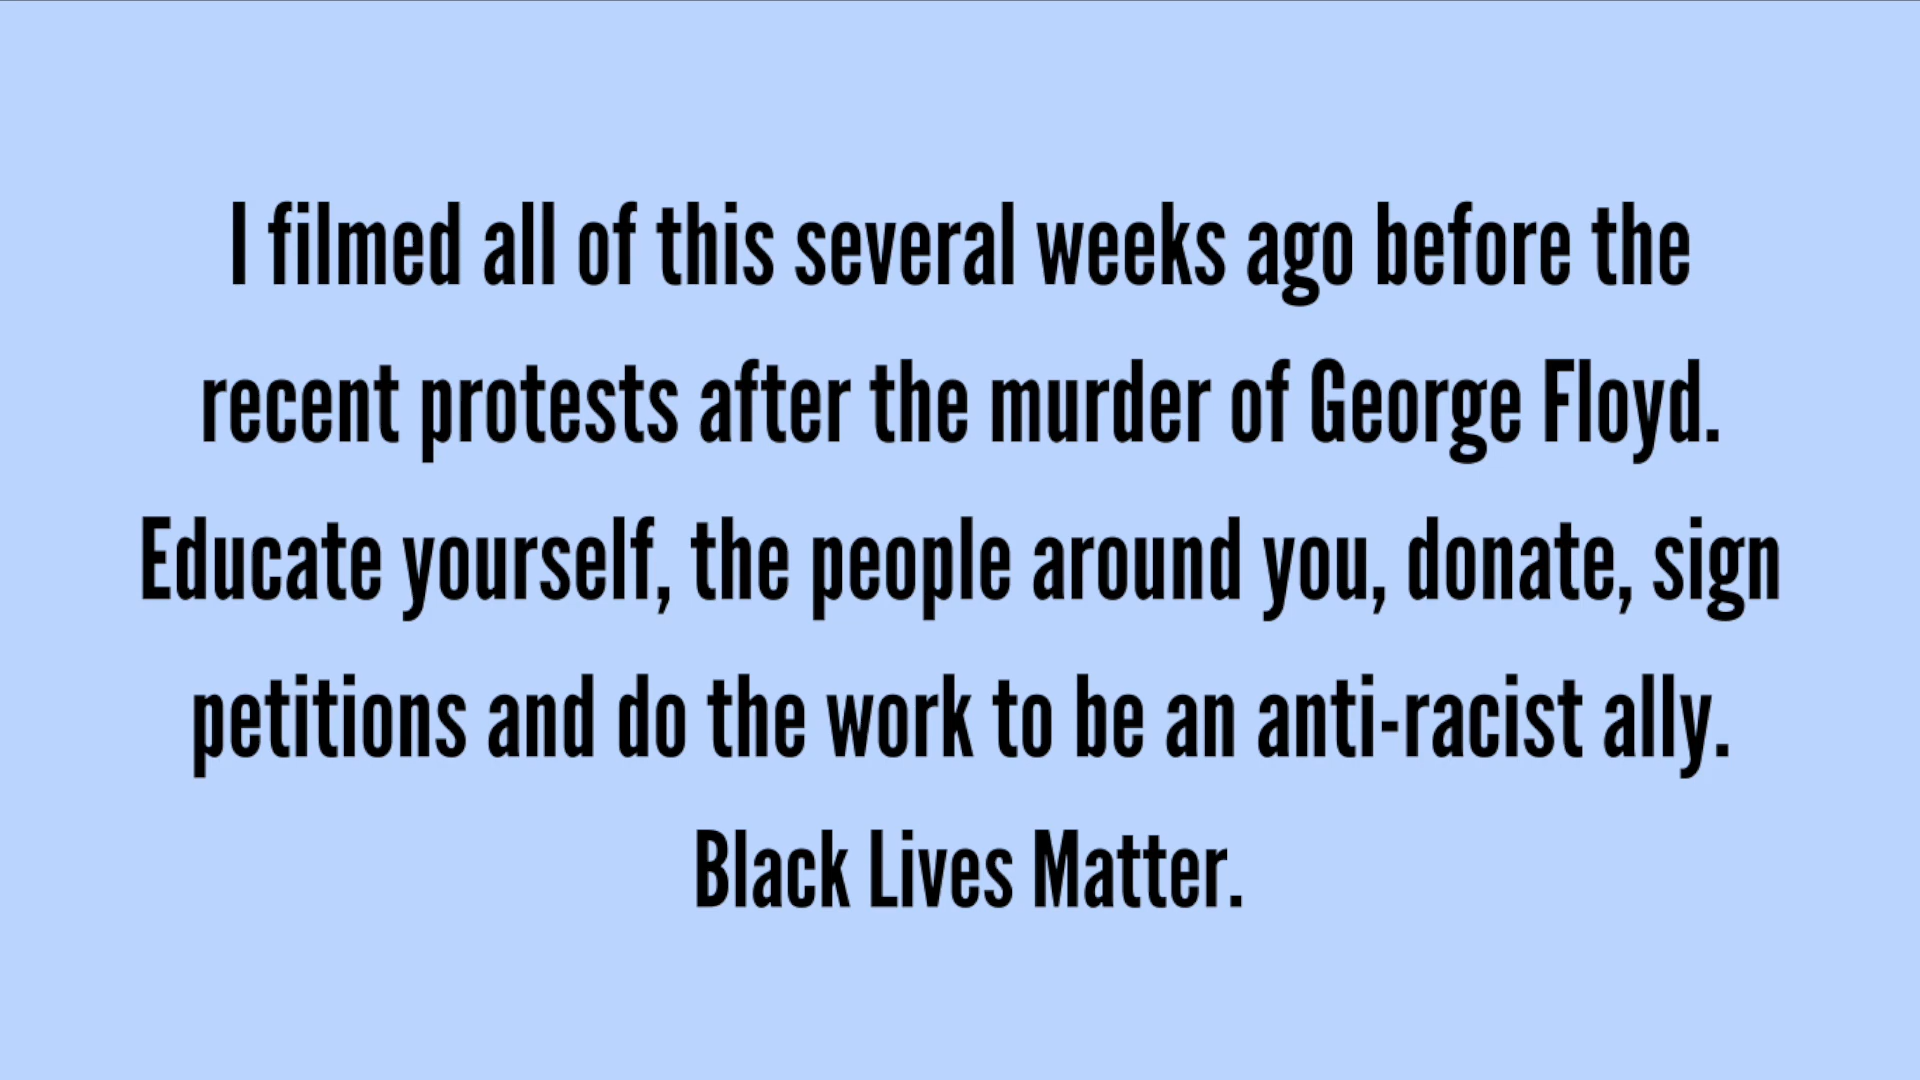 I filmed all of this several weeks ago before the
recent protests after the murder of George Floyd.
Educate yourself, the people around you, donate, sign
petitions and do the work to be an anti-racist ally.
Black Lives Matter.